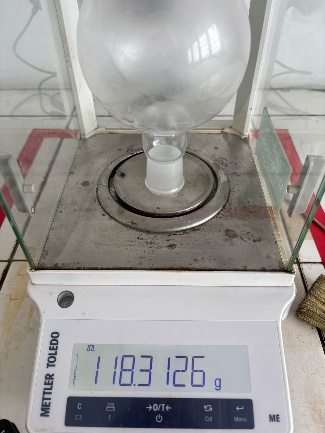 METTLER TOLEDO
118.3126 g
C →0/T← Cal Menu
ME